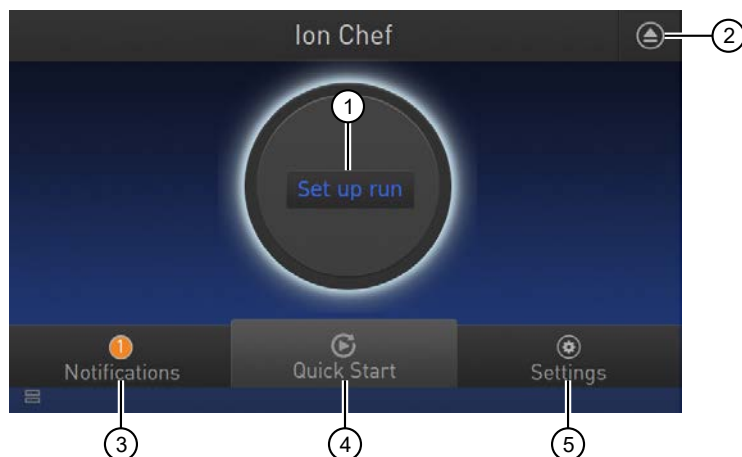 Ion Chef
2
1
Set up run
1
Notifications
Quick Start
Settings
3
4
5